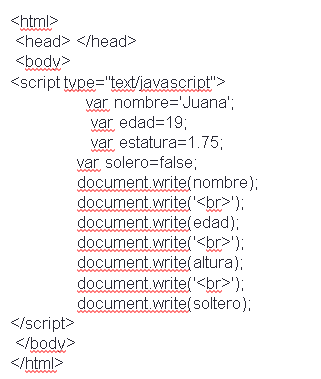 <html>
<head> </head>
<body>
<script type="text/javascript">
var nombre='Juana';
var edad=19;
var estatura=1.75;
var solero=false;
document.write(nombre);
document.write('<br>');
document.write(edad);
document.write('<br>');
document.write(altura);
document.write('<br>');
document.write(soltero);
</script>
</body>
</html>